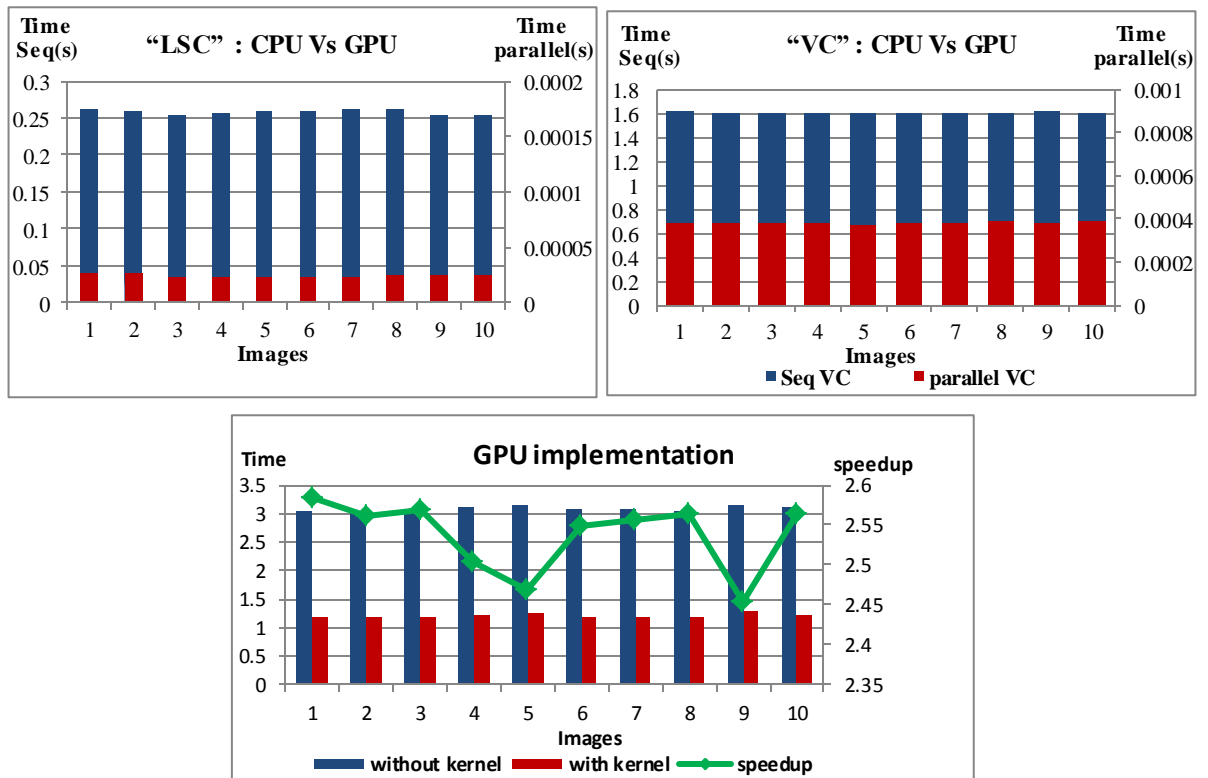 Time
Seq(s)
“LSC” : CPU Vs GPU
Time
parallel(s)
0.3
0.25
0.2
0.15
0.1
0.05
0
0.0002
0.00015
0.0001
0.00005
0
1 2 3 4 5 6 7 8 9 10
Images
Time
Seq(s)
“VC” : CPU Vs GPU
Time
parallel(s)
1.8
1.6
1.4
1.2
1
0.8
0.6
0.4
0.2
0
0.001
0.0008
0.0006
0.0004
0.0002
0
1 2 3 4 5 6 7 8 9 10
Images
Seq VC parallel VC
Time
GPU implementation
speedup
3.5
3
2.5
2
1.5
1
0.5
0
2.6
2.55
2.5
2.45
2.4
2.35
1 2 3 4 5 6 7 8 9 10
Images
without kernel with kernel speedup